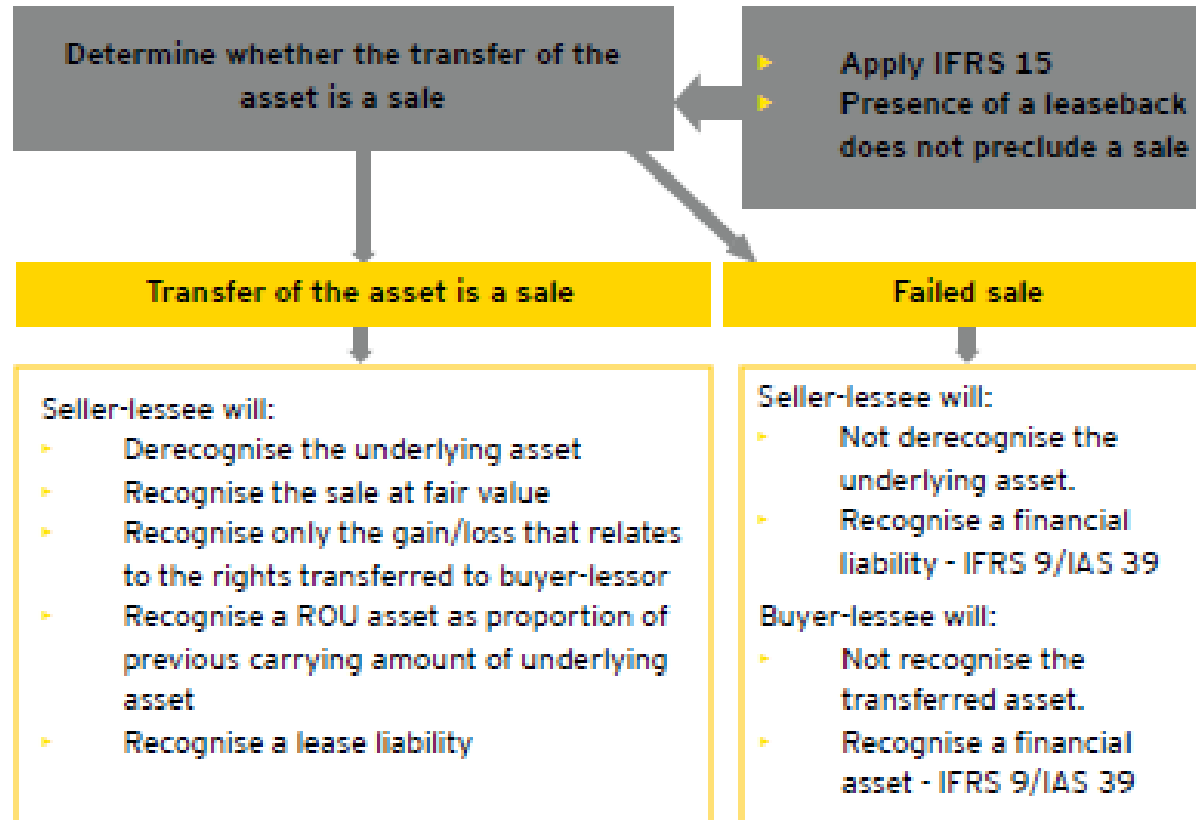 Determine whether the transfer of the
asset is a sale
► Apply IFRS 15
► Presence of a leaseback
does not preclude a sale
Transfer of the asset is a sale
Failed sale
Seller-lessee will:
► Derecognise the underlying asset
► Recognise the sale at fair value
► Recognise only the gain/loss that relates
to the rights transferred to buyer-lessor
► Recognise a ROU asset as proportion of
previous carrying amount of underlying
asset
► Recognise a lease liability
Seller-lessee will:
► Not derecognise the
underlying asset.
► Recognise a financial
liability - IFRS 9/IAS 39
Buyer-lessee will:
► Not recognise the
transferred asset.
► Recognise a financial
asset - IFRS 9/IAS 39